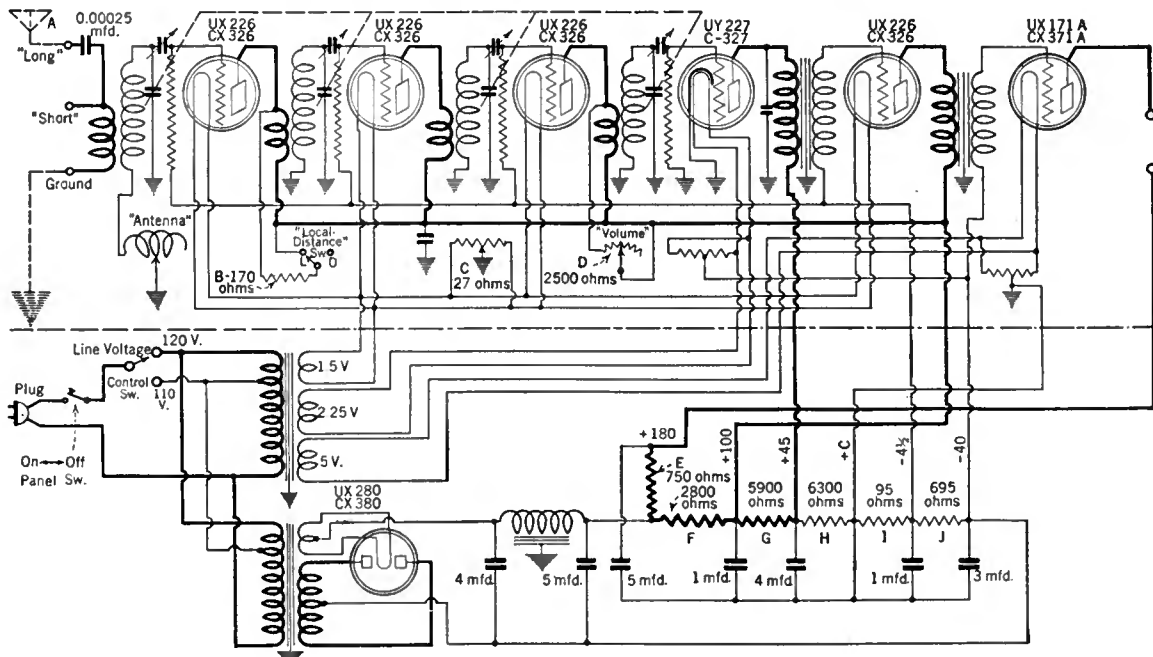 A
0.00025
mfd.
"Long"
"Short"
Ground
"Antenna"
UX 226
CX 326
UX 226
CX 326
UX 226
CX 326
UY 227
C-327
UX 226
CX 326
UX 171 A
CX 371 A
"Local-
Distance"
Sw.
L D
B-170
ohms
C
27 ohms
"Volume"
D
2500 ohms
Line Voltage
120 V.
Control
Sw.
110
V.
Plug
On Off
Panel Sw.
1 5 V
2 25 V
5 V.
UX 280
CX 380
+180
+100
+45
+C
-4½
-40
E
750 ohms
2800
ohms
5900
ohms
6300
ohms
95
ohms
695
ohms
F
G
H
I
J
4 mfd.
5 mfd.
5 mfd.
1 mfd.
4 mfd.
1 mfd.
3 mfd.